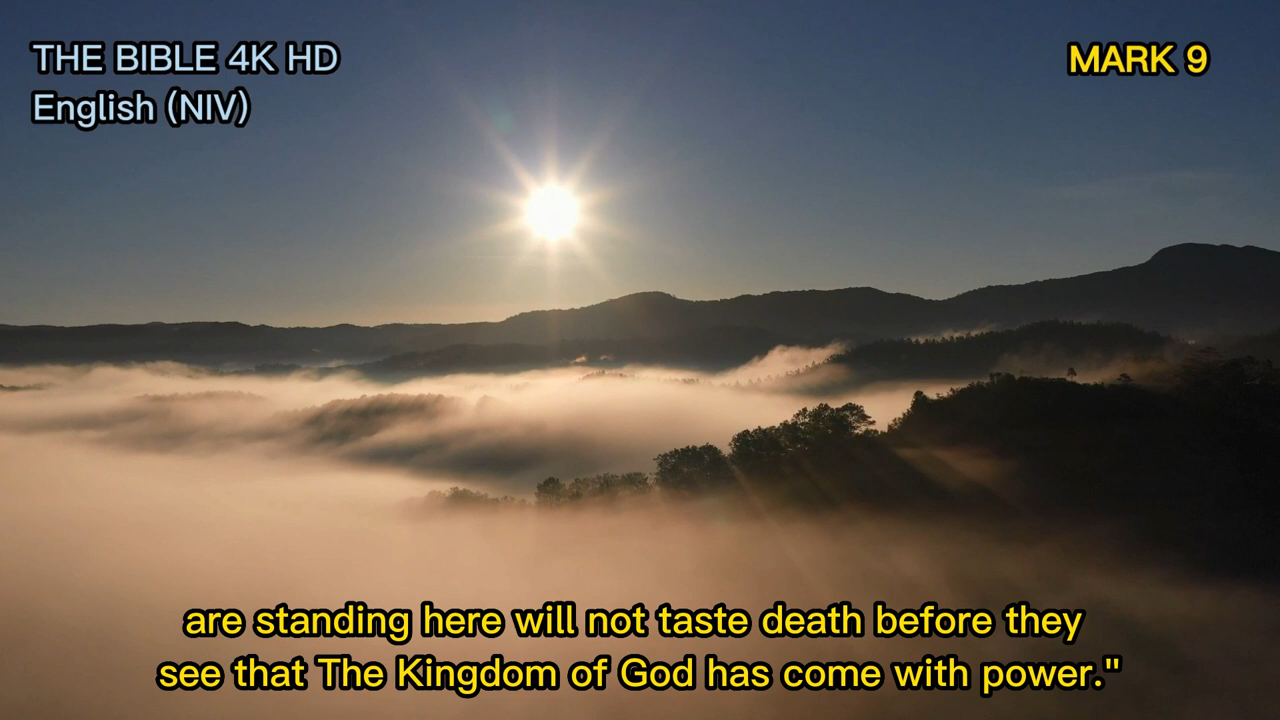 THE BIBLE 4K HD
English (NIV)
MARK 9
are standing here will not taste death before they
see that The Kingdom of God has come with power."